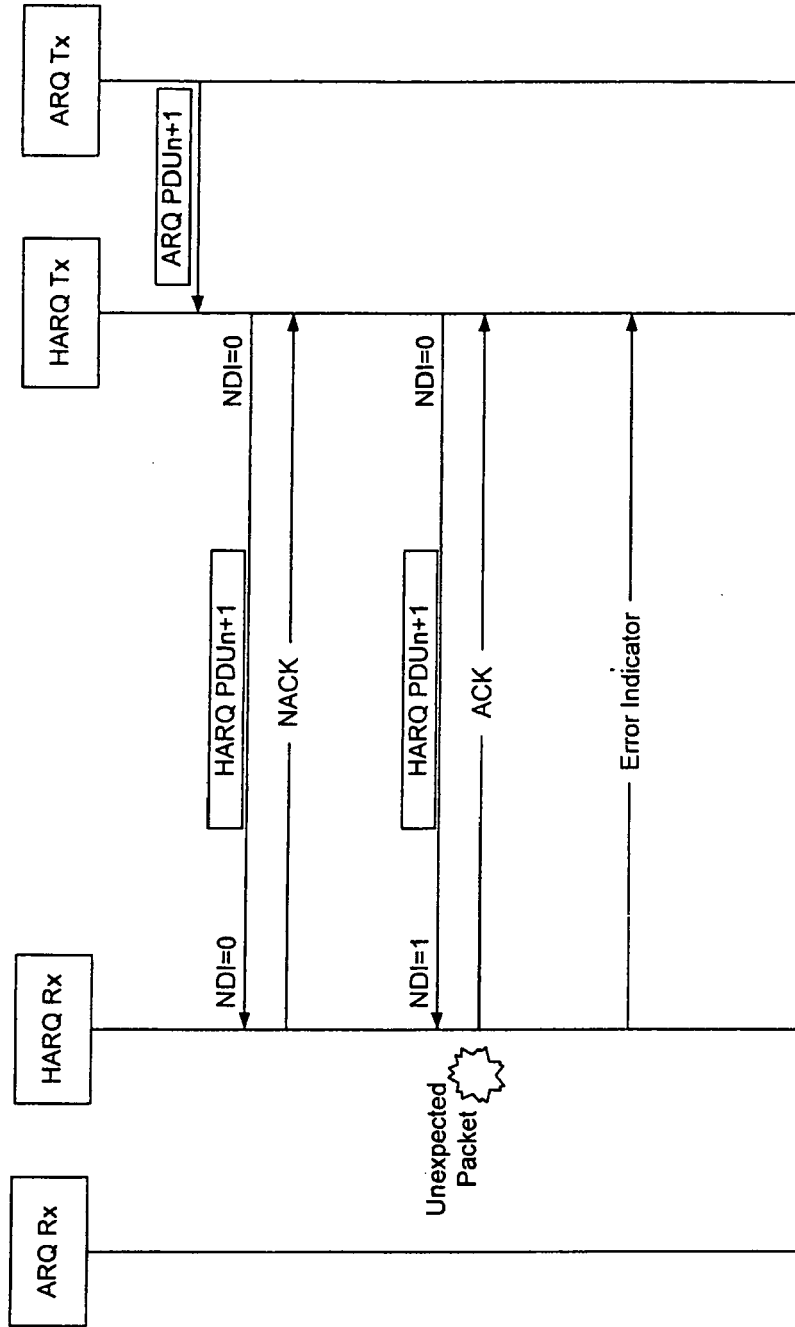 ARQ Rx
HARQ Rx
HARQ Tx
ARQ Tx
ARQ PDUn+1
NDI=0
HARQ PDUn+1
NDI=0
NACK
NDI=1
HARQ PDUn+1
NDI=0
Unexpected
Packet
ACK
Error Indicator